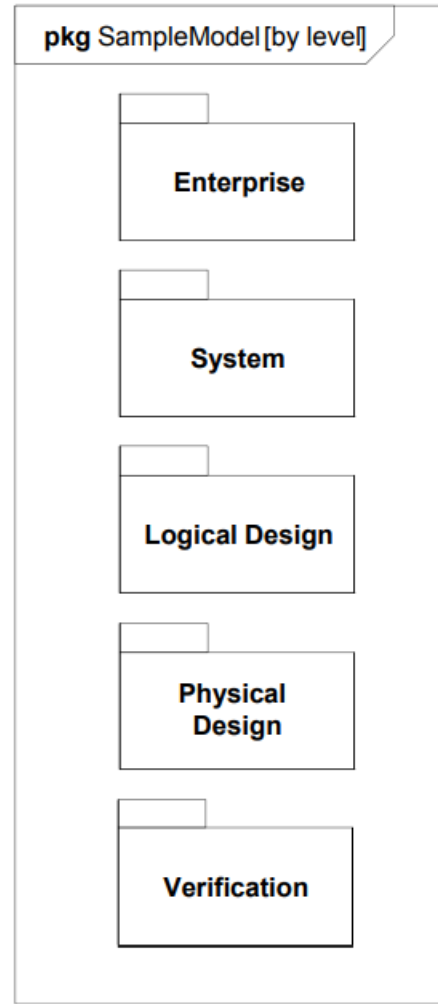 pkg SampleModel [by level]
Enterprise
System
Logical Design
Physical
Design
Verification